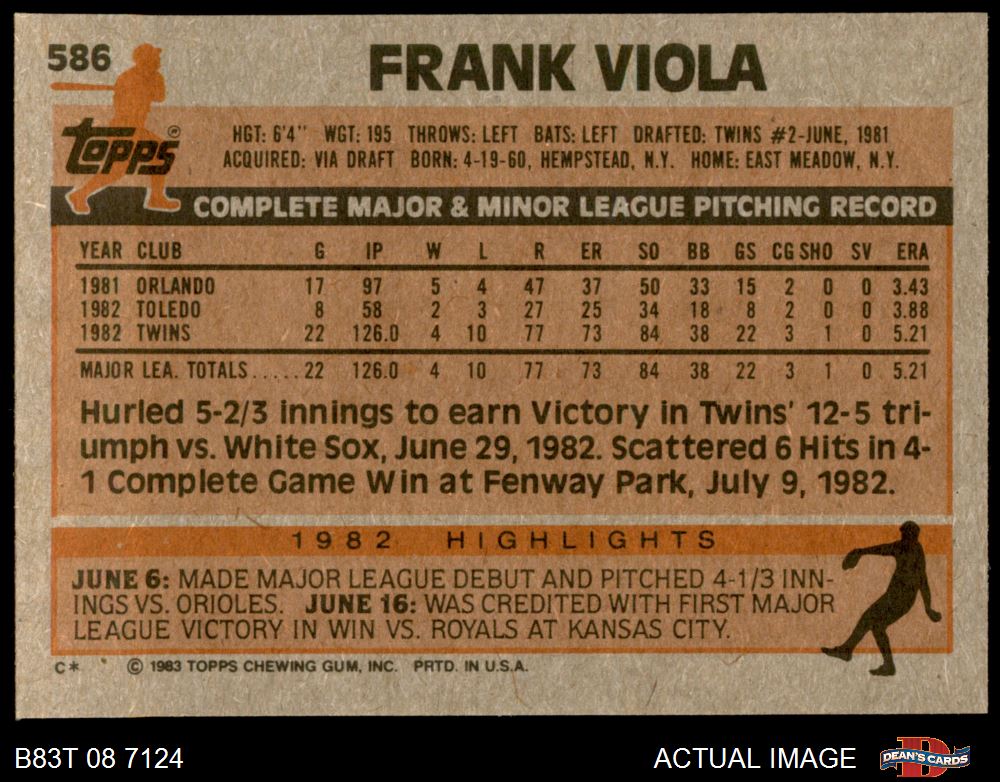 586
FRANK VIOLA
Topps®
HGT: 6'4" WGT: 195 THROWS: LEFT BATS: LEFT DRAFTED: TWINS #2-JUNE, 1981
ACQUIRED: VIA DRAFT BORN: 4-19-60, HEMPSTEAD, N.Y. HOME: EAST MEADOW, N.Y.
COMPLETE MAJOR & MINOR LEAGUE PITCHING RECORD
YEAR CLUB G IP W L R ER SO BB GS CG SHO SV ERA
1981 ORLANDO 17 97 5 4 47 37 50 33 15 2 0 0 3.43
1982 TOLEDO 8 58 2 3 27 25 34 18 8 2 0 0 3.88
1982 TWINS 22 126.0 4 10 77 73 84 38 22 3 1 0 5.21
MAJOR LEA. TOTALS.....22 126.0 4 10 77 73 84 38 22 3 1 0 5.21
Hurled 5-2/3 innings to earn Victory in Twins' 12-5 tri-
umph vs. White Sox, June 29, 1982. Scattered 6 Hits in 4-
1 Complete Game Win at Fenway Park, July 9, 1982.
1982 HIGHLIGHTS
JUNE 6: MADE MAJOR LEAGUE DEBUT AND PITCHED 4-1/3 INN-
INGS VS. ORIOLES. JUNE 16: WAS CREDITED WITH FIRST MAJOR
LEAGUE VICTORY IN WIN VS. ROYALS AT KANSAS CITY.
C* © 1983 TOPPS CHEWING GUM, INC. PRTD. IN U.S.A.
B83T 08 7124 ACTUAL IMAGE DEAN'S CARDS